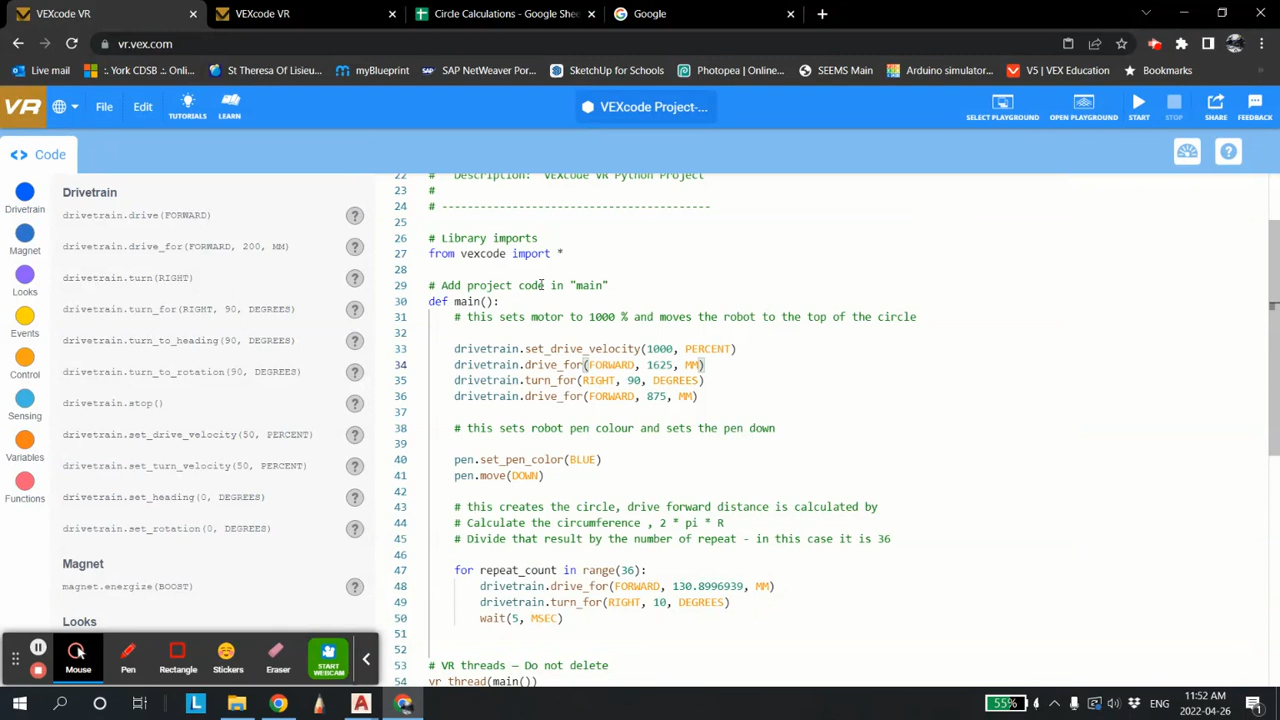 VEXcode VR
VEXcode VR
Circle Calculations - Google She
Google
vr.vex.com
Live mail
:: York CDSB ::. Onlin...
St Theresa Of Lisieu...
myBlueprint
SAP NetWeaver Por...
SketchUp for Schools
Photopea | Online...
SEEMS Main
Arduino simulator...
V5 | VEX Education
Bookmarks
VR
File
Edit
TUTORIALS
LEARN
VEXcode Project-...
SELECT PLAYGROUND
OPEN PLAYGROUND
START
STOP
SHARE
FEEDBACK
Code
Drivetrain
Magnet
Looks
Events
Control
Sensing
Variables
Functions
Drivetrain
drivetrain.drive(FORWARD)
drivetrain.drive_for(FORWARD, 200, MM)
drivetrain.turn(RIGHT)
drivetrain.turn_for(RIGHT, 90, DEGREES)
drivetrain.turn_to_heading(90, DEGREES)
drivetrain.turn_to_rotation(90, DEGREES)
drivetrain.stop()
drivetrain.set_drive_velocity(50, PERCENT)
drivetrain.set_turn_velocity(50, PERCENT)
drivetrain.set_heading(0, DEGREES)
drivetrain.set_rotation(0, DEGREES)
Magnet
magnet.energize(BOOST)
Looks
22 # Description: VEXcode VR Python Project
23 #
24 # -----------------------------------------
25
26 # Library imports
27 from vexcode import *
28
29 # Add project code in "main"
30 def main():
31 # this sets motor to 1000 % and moves the robot to the top of the circle
32
33 drivetrain.set_drive_velocity(1000, PERCENT)
34 drivetrain.drive_for(FORWARD, 1625, MM)
35 drivetrain.turn_for(RIGHT, 90, DEGREES)
36 drivetrain.drive_for(FORWARD, 875, MM)
37
38 # this sets robot pen colour and sets the pen down
39
40 pen.set_pen_color(BLUE)
41 pen.move(DOWN)
42
43 # this creates the circle, drive forward distance is calculated by
44 # Calculate the circumference , 2 * pi * R
45 # Divide that result by the number of repeat - in this case it is 36
46
47 for repeat_count in range(36):
48 drivetrain.drive_for(FORWARD, 130.8996939, MM)
49 drivetrain.turn_for(RIGHT, 10, DEGREES)
50 wait(5, MSEC)
51
52
53 # VR threads — Do not delete
54 vr_thread(main())
Mouse
Pen
Rectangle
Stickers
Eraser
START
WEBCAM
55%
ENG
11:52 AM
2022-04-26